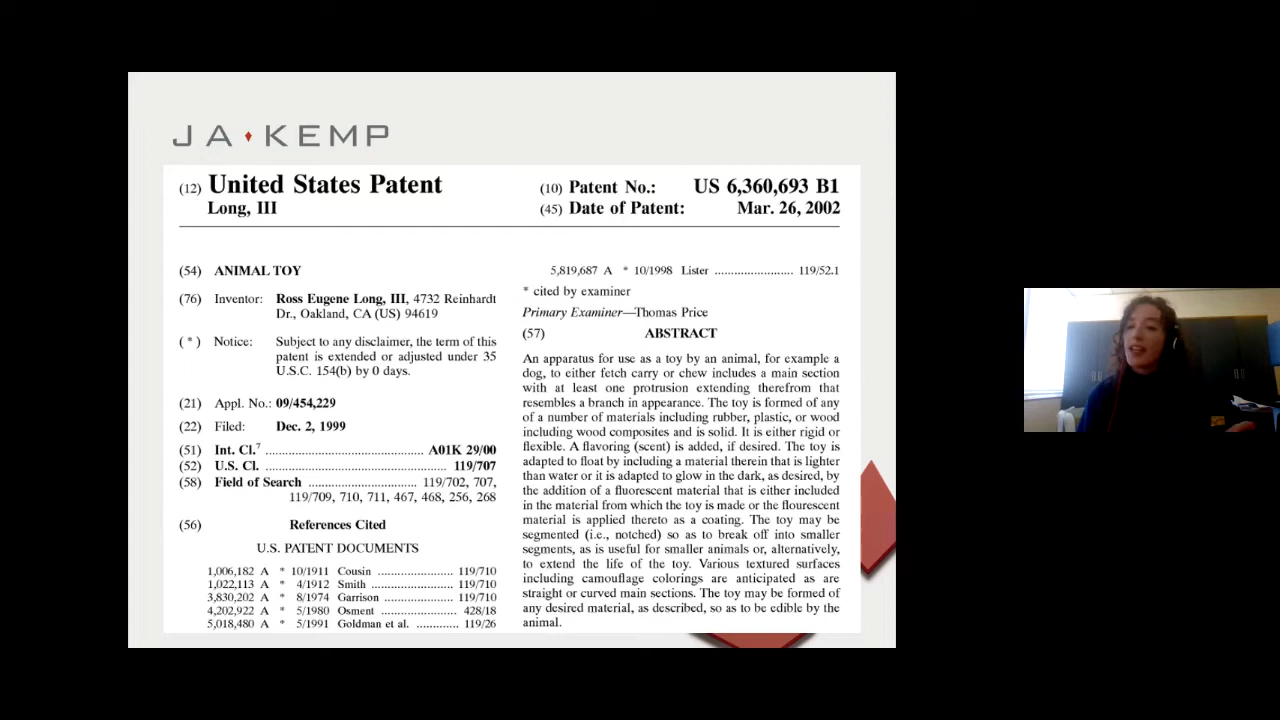 JA KEMP
(12) United States Patent
Long, III
(10) Patent No.: US 6,360,693 B1
(45) Date of Patent: Mar. 26, 2002
(54) ANIMAL TOY
(76) Inventor: Ross Eugene Long, III, 4732 Reinhardt
Dr., Oakland, CA (US) 94619
(*) Notice: Subject to any disclaimer, the term of this
patent is extended or adjusted under 35
U.S.C. 154(b) by 0 days.
(21) Appl. No.: 09/454,229
(22) Filed: Dec. 2, 1999
(51) Int. Cl.7 ................................ A01K 29/00
(52) U.S. Cl. ................................ 119/707
(58) Field of Search ................ 119/702, 707,
119/709, 710, 711, 467, 468, 256, 268
(56) References Cited
U.S. PATENT DOCUMENTS
1,006,182 A * 10/1911 Cousin ........................ 119/710
1,022,113 A * 4/1912 Smith ........................ 119/710
3,830,202 A * 8/1974 Garrison ..................... 119/710
4,202,922 A * 5/1980 Osment ....................... 428/18
5,018,480 A * 5/1991 Goldman et al. ............. 119/26
5,819,687 A * 10/1998 Lister ........................ 119/52.1
* cited by examiner
Primary Examiner—Thomas Price
(57) ABSTRACT
An apparatus for use as a toy by an animal, for example a
dog, to either fetch carry or chew includes a main section
with at least one protrusion extending therefrom that
resembles a branch in appearance. The toy is formed of any
of a number of materials including rubber, plastic, or wood
including wood composites and is solid. It is either rigid or
flexible. A flavoring (scent) is added, if desired. The toy is
adapted to float by including a material therein that is lighter
than water or it is adapted to glow in the dark, as desired, by
the addition of a fluorescent material that is either included
in the material from which the toy is made or the flourescent
material is applied thereto as a coating. The toy may be
segmented (i.e., notched) so as to break off into smaller
segments, as is useful for smaller animals or, alternatively,
to extend the life of the toy. Various textured surfaces
including camouflage colorings are anticipated as are
straight or curved main sections. The toy may be formed of
any desired material, as described, so as to be edible by the
animal.